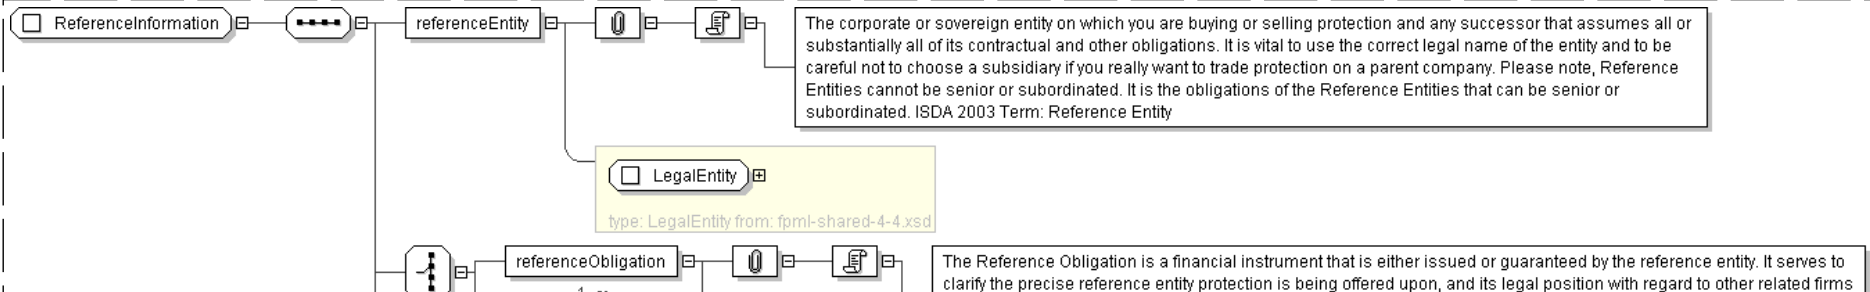 ReferenceInformation
referenceEntity
The corporate or sovereign entity on which you are buying or selling protection and any successor that assumes all or
substantially all of its contractual and other obligations. It is vital to use the correct legal name of the entity and to be
careful not to choose a subsidiary if you really want to trade protection on a parent company. Please note, Reference
Entities cannot be senior or subordinated. It is the obligations of the Reference Entities that can be senior or
subordinated. ISDA 2003 Term: Reference Entity
LegalEntity
type: LegalEntity from: fpml-shared-4-4.xsd
referenceObligation
The Reference Obligation is a financial instrument that is either issued or guaranteed by the reference entity. It serves to
clarify the precise reference entity protection is being offered upon, and its legal position with regard to other related firms